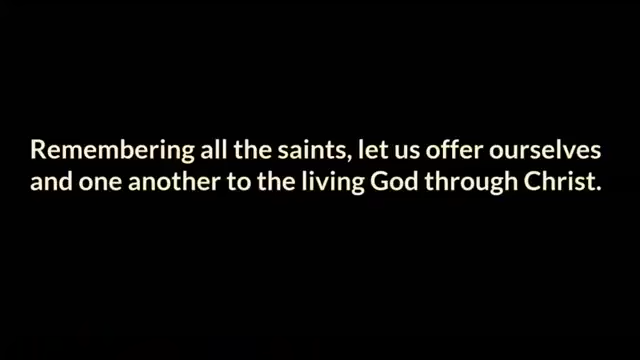 Remembering all the saints, let us offer ourselves
and one another to the living God through Christ.